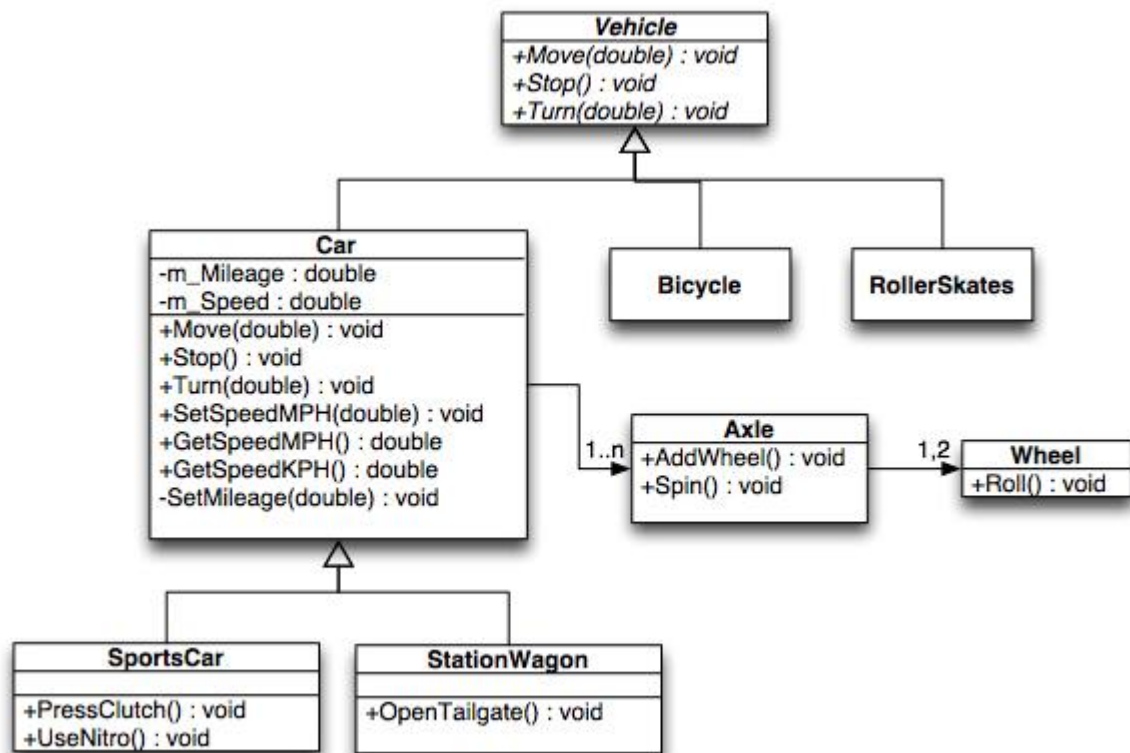 Vehicle
+Move(double) : void
+Stop() : void
+Turn(double) : void
Car
-m_Mileage : double
-m_Speed : double
+Move(double) : void
+Stop() : void
+Turn(double) : void
+SetSpeedMPH(double) : void
+GetSpeedMPH() : double
+GetSpeedKPH() : double
-SetMileage(double) : void
Bicycle
RollerSkates
1..n
Axle
+AddWheel() : void
+Spin() : void
1,2
Wheel
+Roll() : void
SportsCar
+PressClutch() : void
+UseNitro() : void
StationWagon
+OpenTailgate() : void